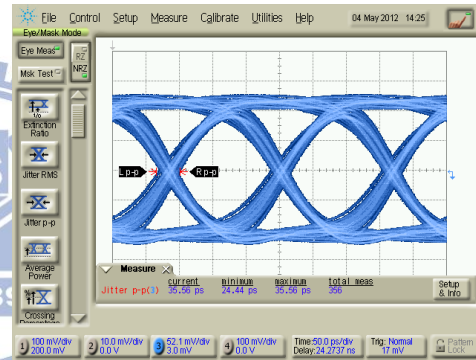 File Control Setup Measure Calibrate Utilities Help 04 May 2012 14:25
Eye/Mask Mode
Eye Meas
RZ
NRZ
Msk Test
Extinction
Ratio
Jitter RMS
Jitter p-p
Average
Power
Crossing
L p-p
R p-p
Measure
current minimum maximum total meas
Jitter p-p(3) 35.56 ps 24.44 ps 35.56 ps 356
Setup
& Info
1 100 mV/div
200.0 mV
2 10.0 mV/div
0.0 V
3 52.1 mV/div
3.0 mV
4 100 mV/div
0.0 V
Time:50.0 ps/div
Delay:24.2737 ns
Trig: Normal
17 mV
Pattern
Lock